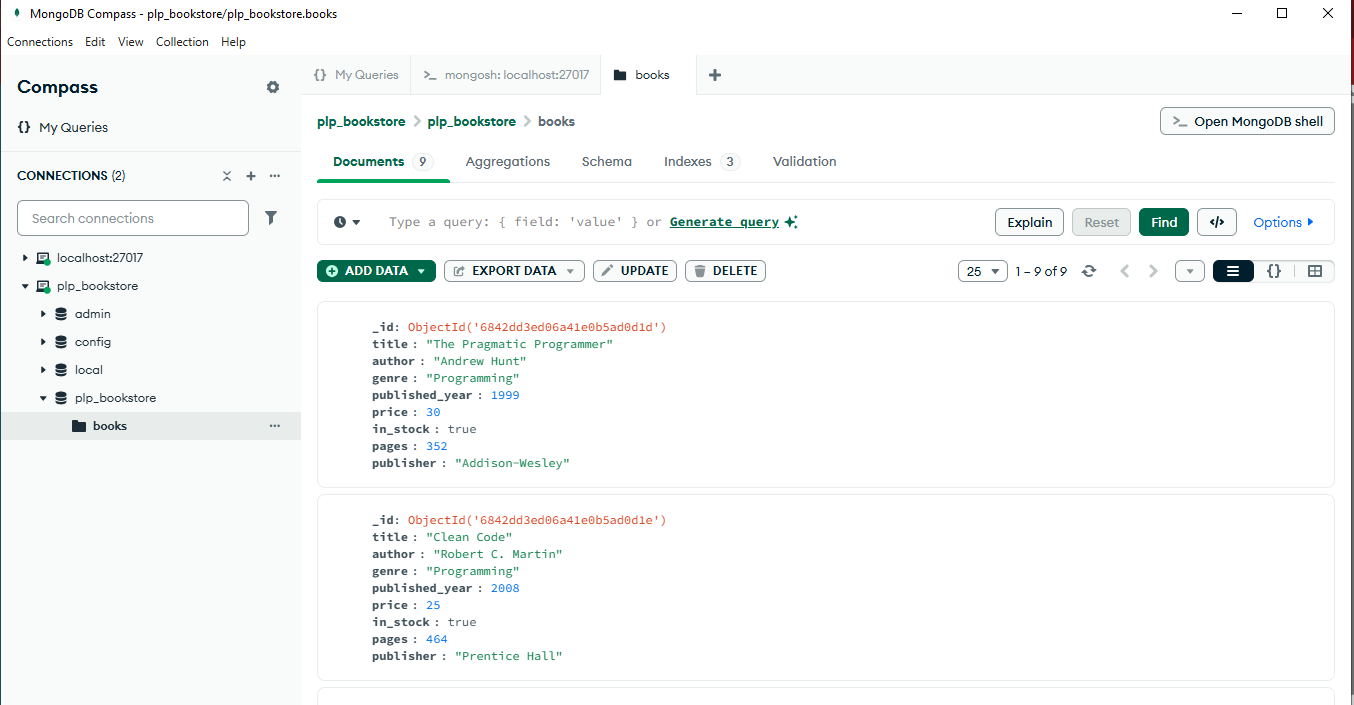 MongoDB Compass - plp_bookstore/plp_bookstore.books
Connections Edit View Collection Help
Compass
My Queries
CONNECTIONS (2)
Search connections
localhost:27017
plp_bookstore
admin
config
local
plp_bookstore
books
{} My Queries >_ mongosh: localhost:27017 books
plp_bookstore > plp_bookstore > books
>_ Open MongoDB shell
Documents 9 Aggregations Schema Indexes 3 Validation
Type a query: { field: 'value' } or Generate query
Explain Reset Find </> Options
ADD DATA EXPORT DATA UPDATE DELETE
25 1 – 9 of 9 {}
_id: ObjectId('6842dd3ed06a41e0b5ad0d1d')
title : "The Pragmatic Programmer"
author : "Andrew Hunt"
genre : "Programming"
published_year : 1999
price : 30
in_stock : true
pages : 352
publisher : "Addison-Wesley"
_id: ObjectId('6842dd3ed06a41e0b5ad0d1e')
title : "Clean Code"
author : "Robert C. Martin"
genre : "Programming"
published_year : 2008
price : 25
in_stock : true
pages : 464
publisher : "Prentice Hall"